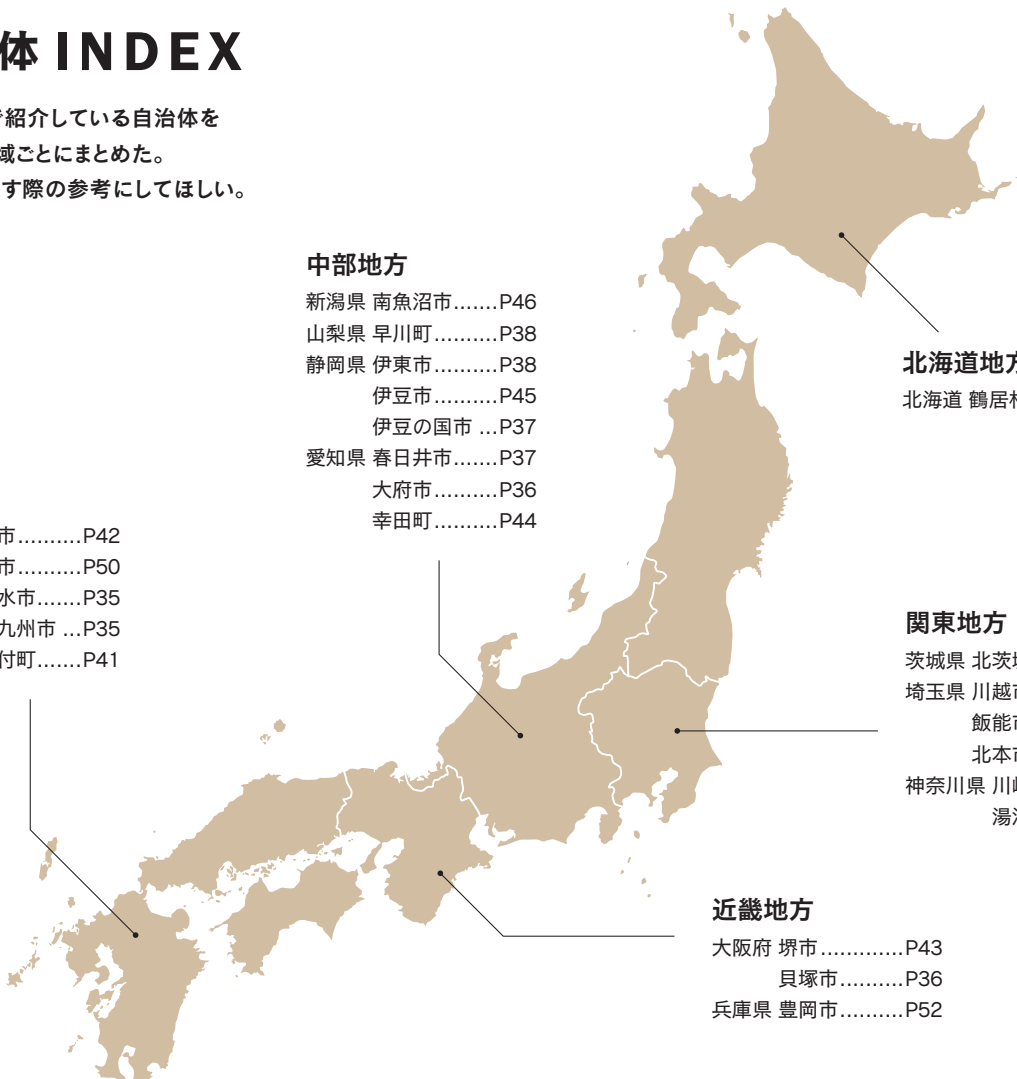 体 INDEX
紹介している自治体を
域ごとにまとめた。
す際の参考にしてほしい。
中部地方
新潟県 南魚沼市.......P46
山梨県 早川町..........P38
静岡県 伊東市..........P38
伊豆市..........P45
伊豆の国市 ...P37
愛知県 春日井市.......P37
大府市..........P36
幸田町..........P44
北海道地方
北海道 鶴居村
市..........P42
市..........P50
水市.......P35
九州市 ...P35
付町.......P41
関東地方
茨城県 北茨城
埼玉県 川越市
飯能市
北本市
神奈川県 川崎
湯河
近畿地方
大阪府 堺市.............P43
貝塚市..........P36
兵庫県 豊岡市..........P52